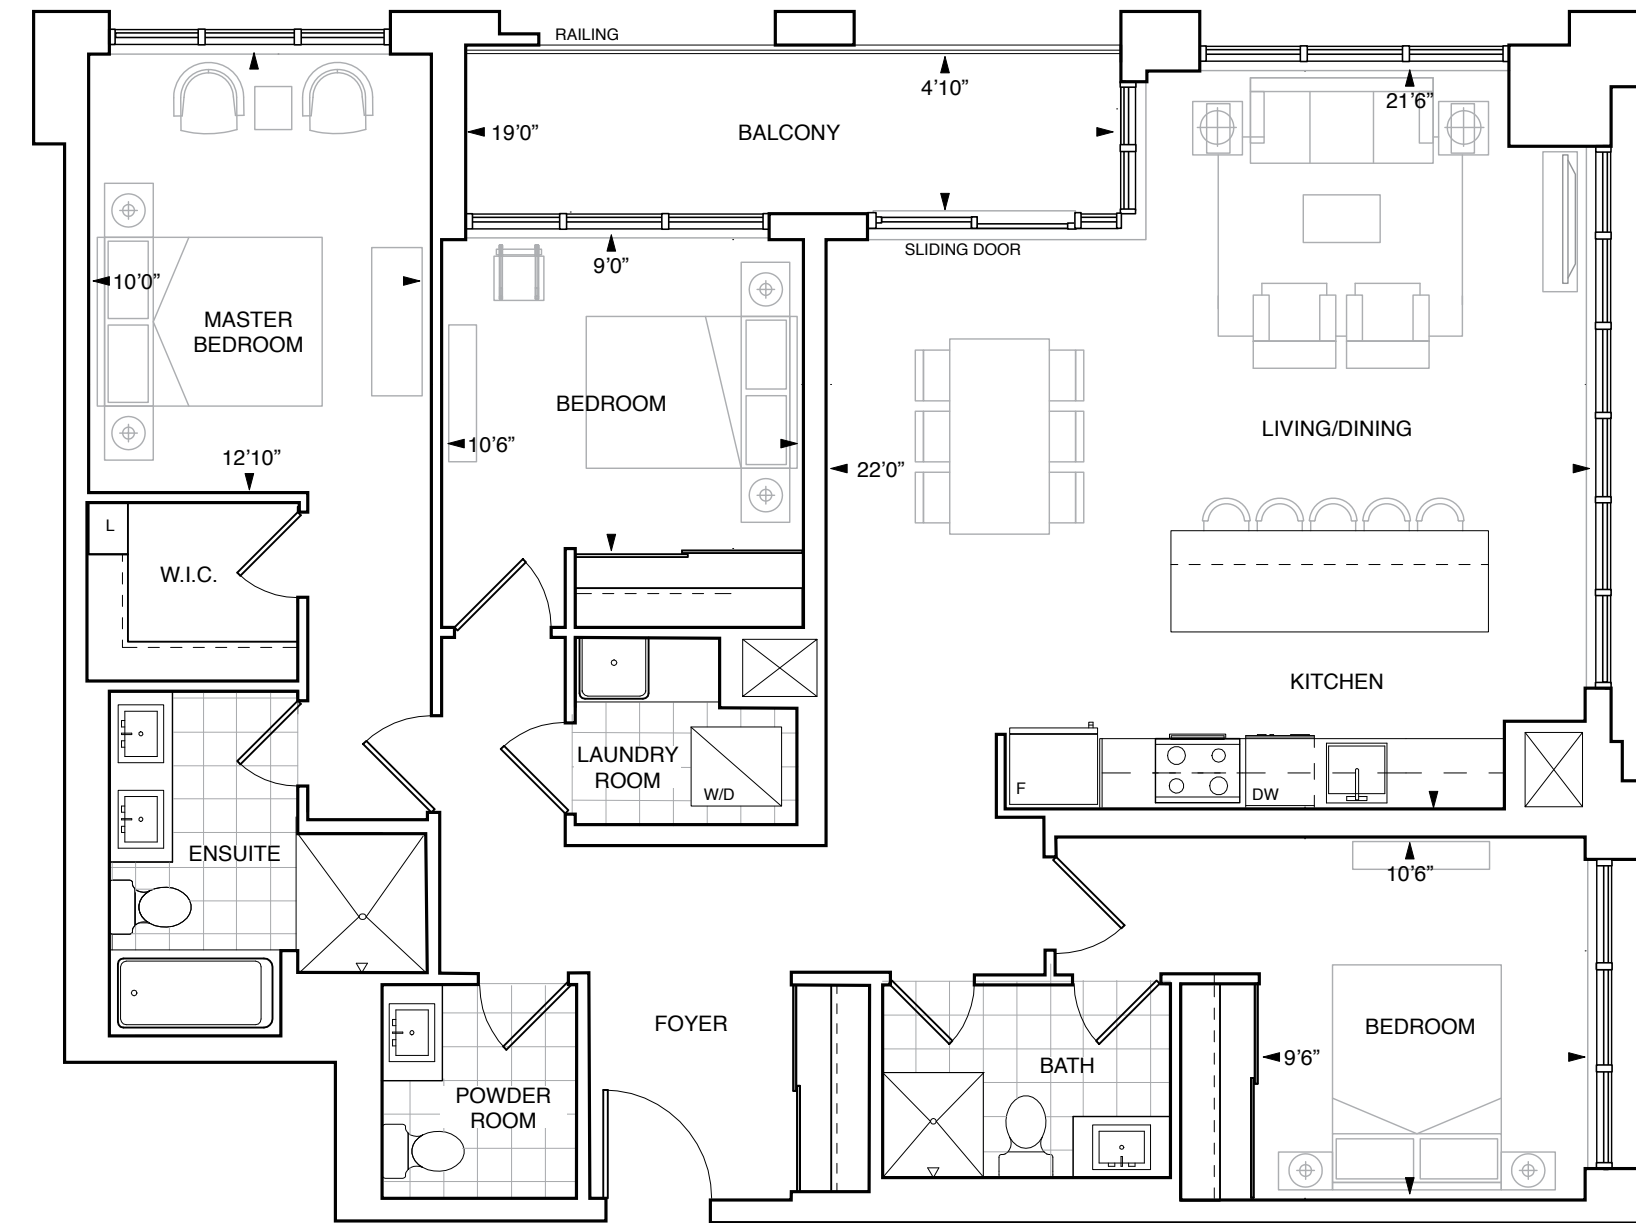 RAILING
4’10”
21’6”
19’0”
BALCONY
SLIDING DOOR
9’0”
10’0”
MASTER
BEDROOM
BEDROOM
LIVING/DINING
10’6”
12’10”
22’0”
L
W.I.C.
KITCHEN
LAUNDRY
ROOM
W/D
F
DW
ENSUITE
10’6”
FOYER
BEDROOM
9’6”
BATH
POWDER
ROOM